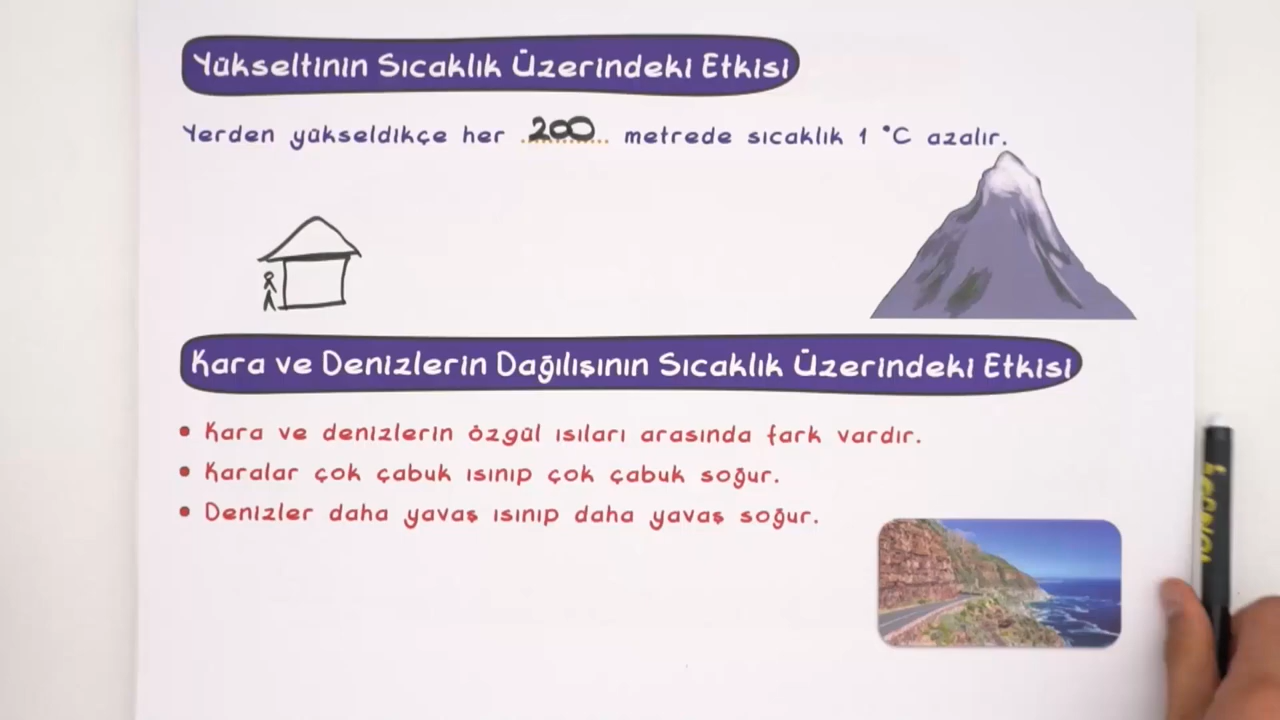 Yükseltinin Sıcaklık Üzerindeki Etkisi
Yerden yükseldikçe her 200 metrede sıcaklık 1 °C azalır.
Kara ve Denizlerin Dağılışının Sıcaklık Üzerindeki Etkisi
• Kara ve denizlerin özgül ısıları arasında fark vardır.
• Karalar çok çabuk ısınıp çok çabuk soğur.
• Denizler daha yavaş ısınıp daha yavaş soğur.